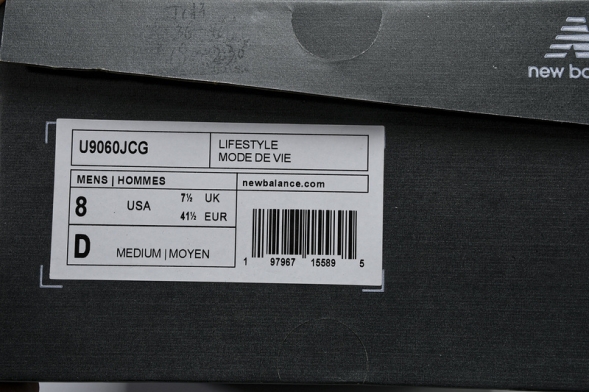 new ba
U9060JCG
LIFESTYLE
MODE DE VIE
MENS | HOMMES
newbalance.com
8 USA 7½ UK
41½ EUR
D MEDIUM | MOYEN
1 97967 15589 5